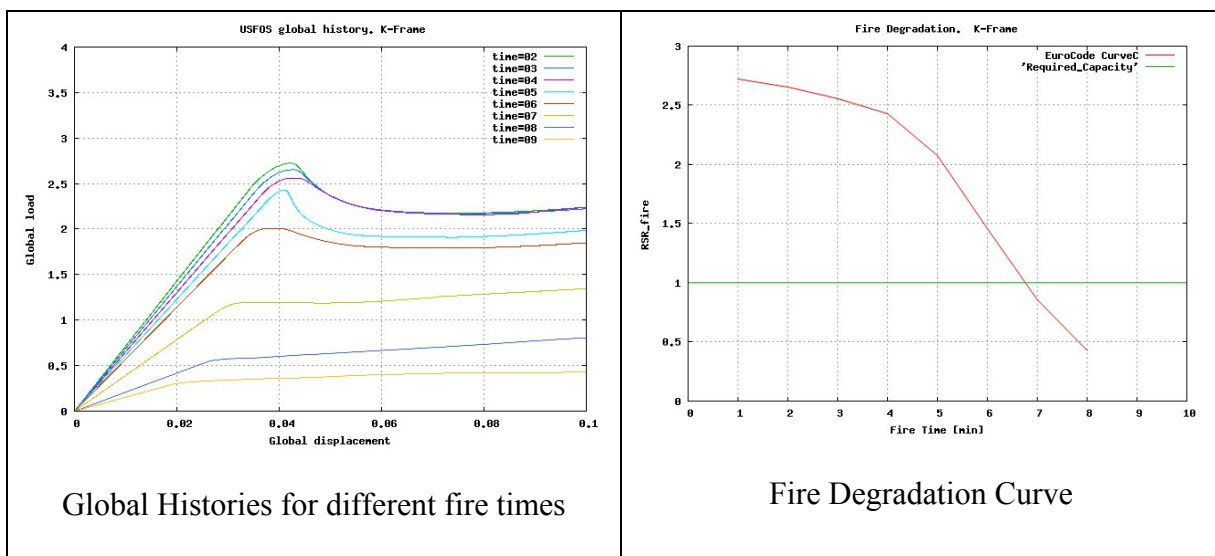 USFOS global history. K-Frame
4
3.5
3
2.5
2
1.5
1
0.5
0
time=02
time=03
time=04
time=05
time=06
time=07
time=08
time=09
Global load
0 0.02 0.04 0.06 0.08 0.1
Global displacement
Global Histories for different fire times
Fire Degradation. K-Frame
3
2.5
2
1.5
1
0.5
0
EuroCode CurveC
'Required_Capacity'
RSR_fire
0 1 2 3 4 5 6 7 8 9 10
Fire Time [min]
Fire Degradation Curve